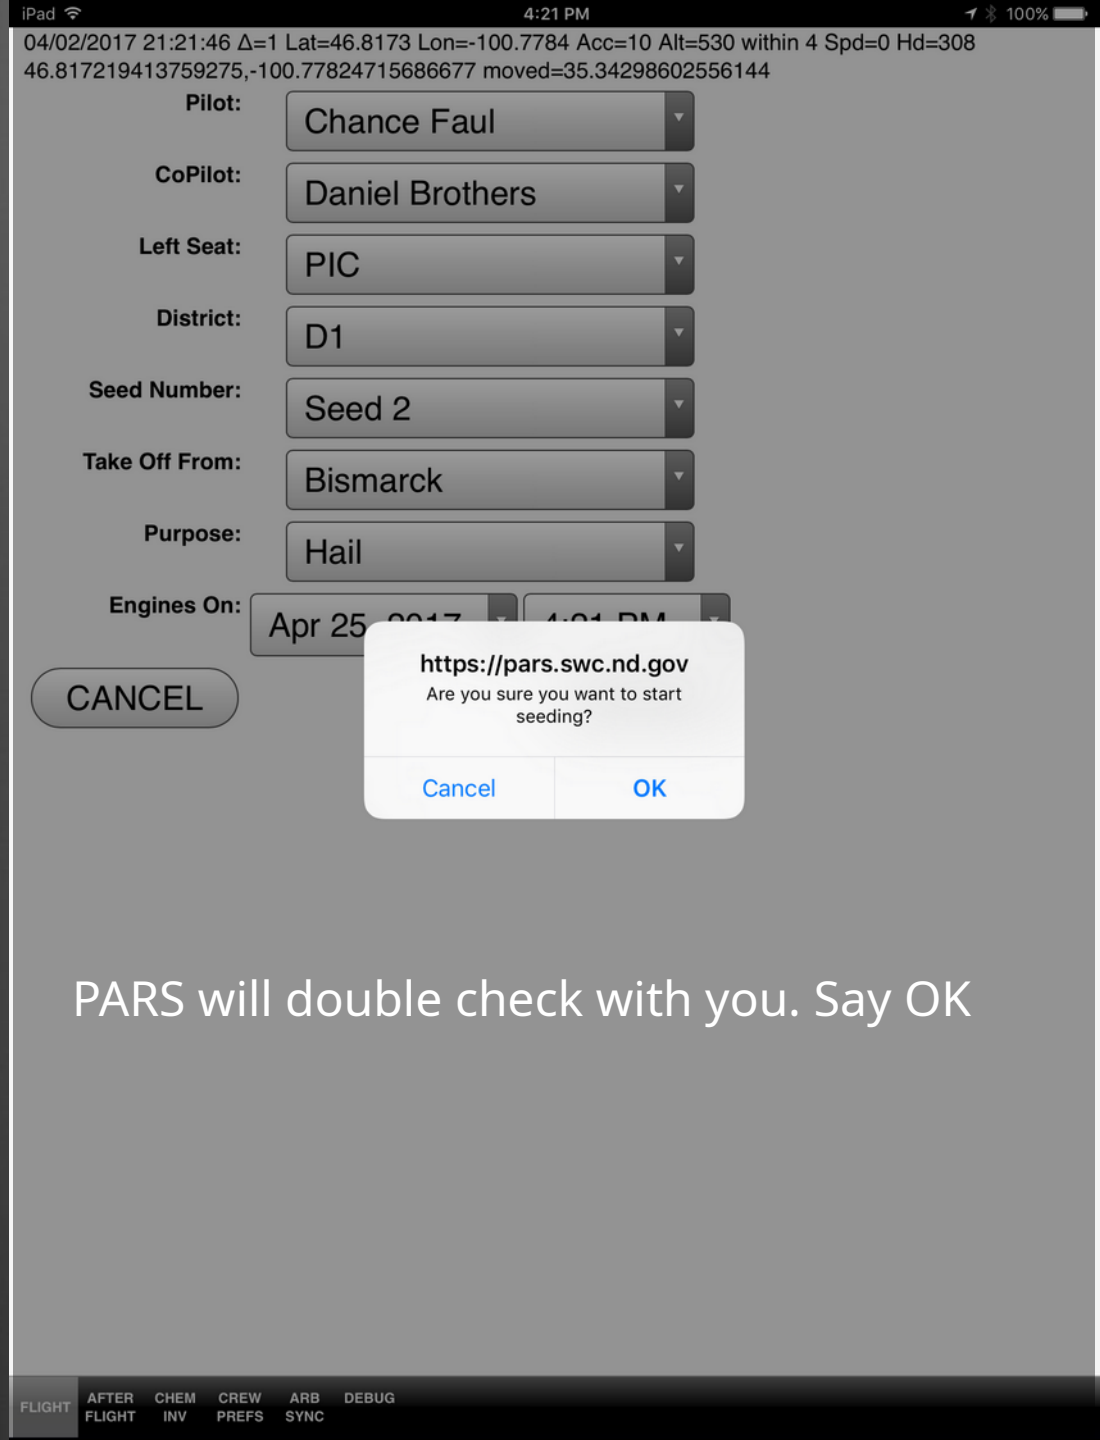 iPad
4:21 PM
100%
04/02/2017 21:21:46 Δ=1 Lat=46.8173 Lon=-100.7784 Acc=10 Alt=530 within 4 Spd=0 Hd=308
46.817219413759275,-100.77824715686677 moved=35.34298602556144
Pilot: Chance Faul
CoPilot: Daniel Brothers
Left Seat: PIC
District: D1
Seed Number: Seed 2
Take Off From: Bismarck
Purpose: Hail
Engines On: Apr 25, 2017 4:21 PM
CANCEL
https://pars.swc.nd.gov
Are you sure you want to start
seeding?
Cancel OK
PARS will double check with you. Say OK
FLIGHT
AFTER
FLIGHT
CHEM
INV
CREW
PREFS
ARB
SYNC
DEBUG